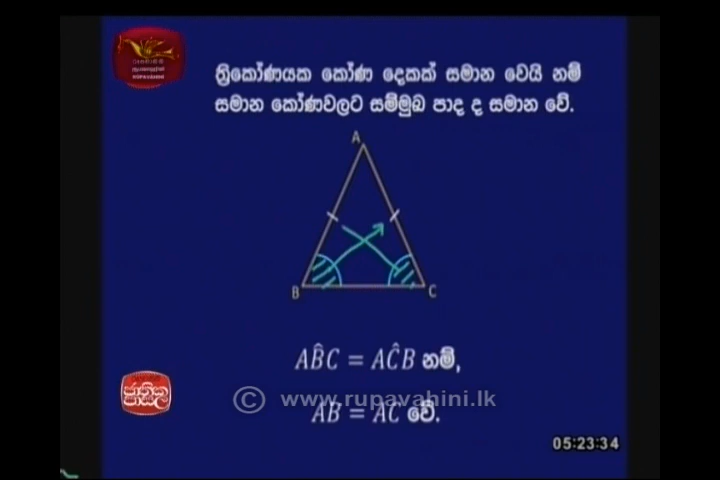 ත්‍රිකෝණයක කෝණ දෙකක් සමාන වෙයි නම්
සමාන කෝණවලට සම්මුඛ පාද ද සමාන වේ.
A
B
C
AB̂C = AĈB නම්,
ජාතික
පාසල
© www.rupavahini.lk
AB = AC වේ.
05:23:34